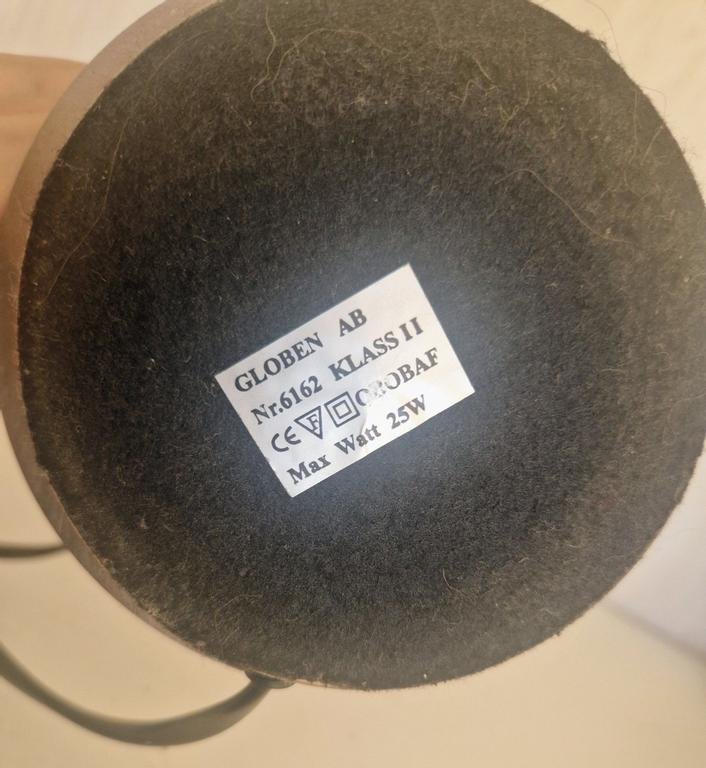 GLOBEN AB
Nr.6162 KLASS II
CE F
Max Watt 25W